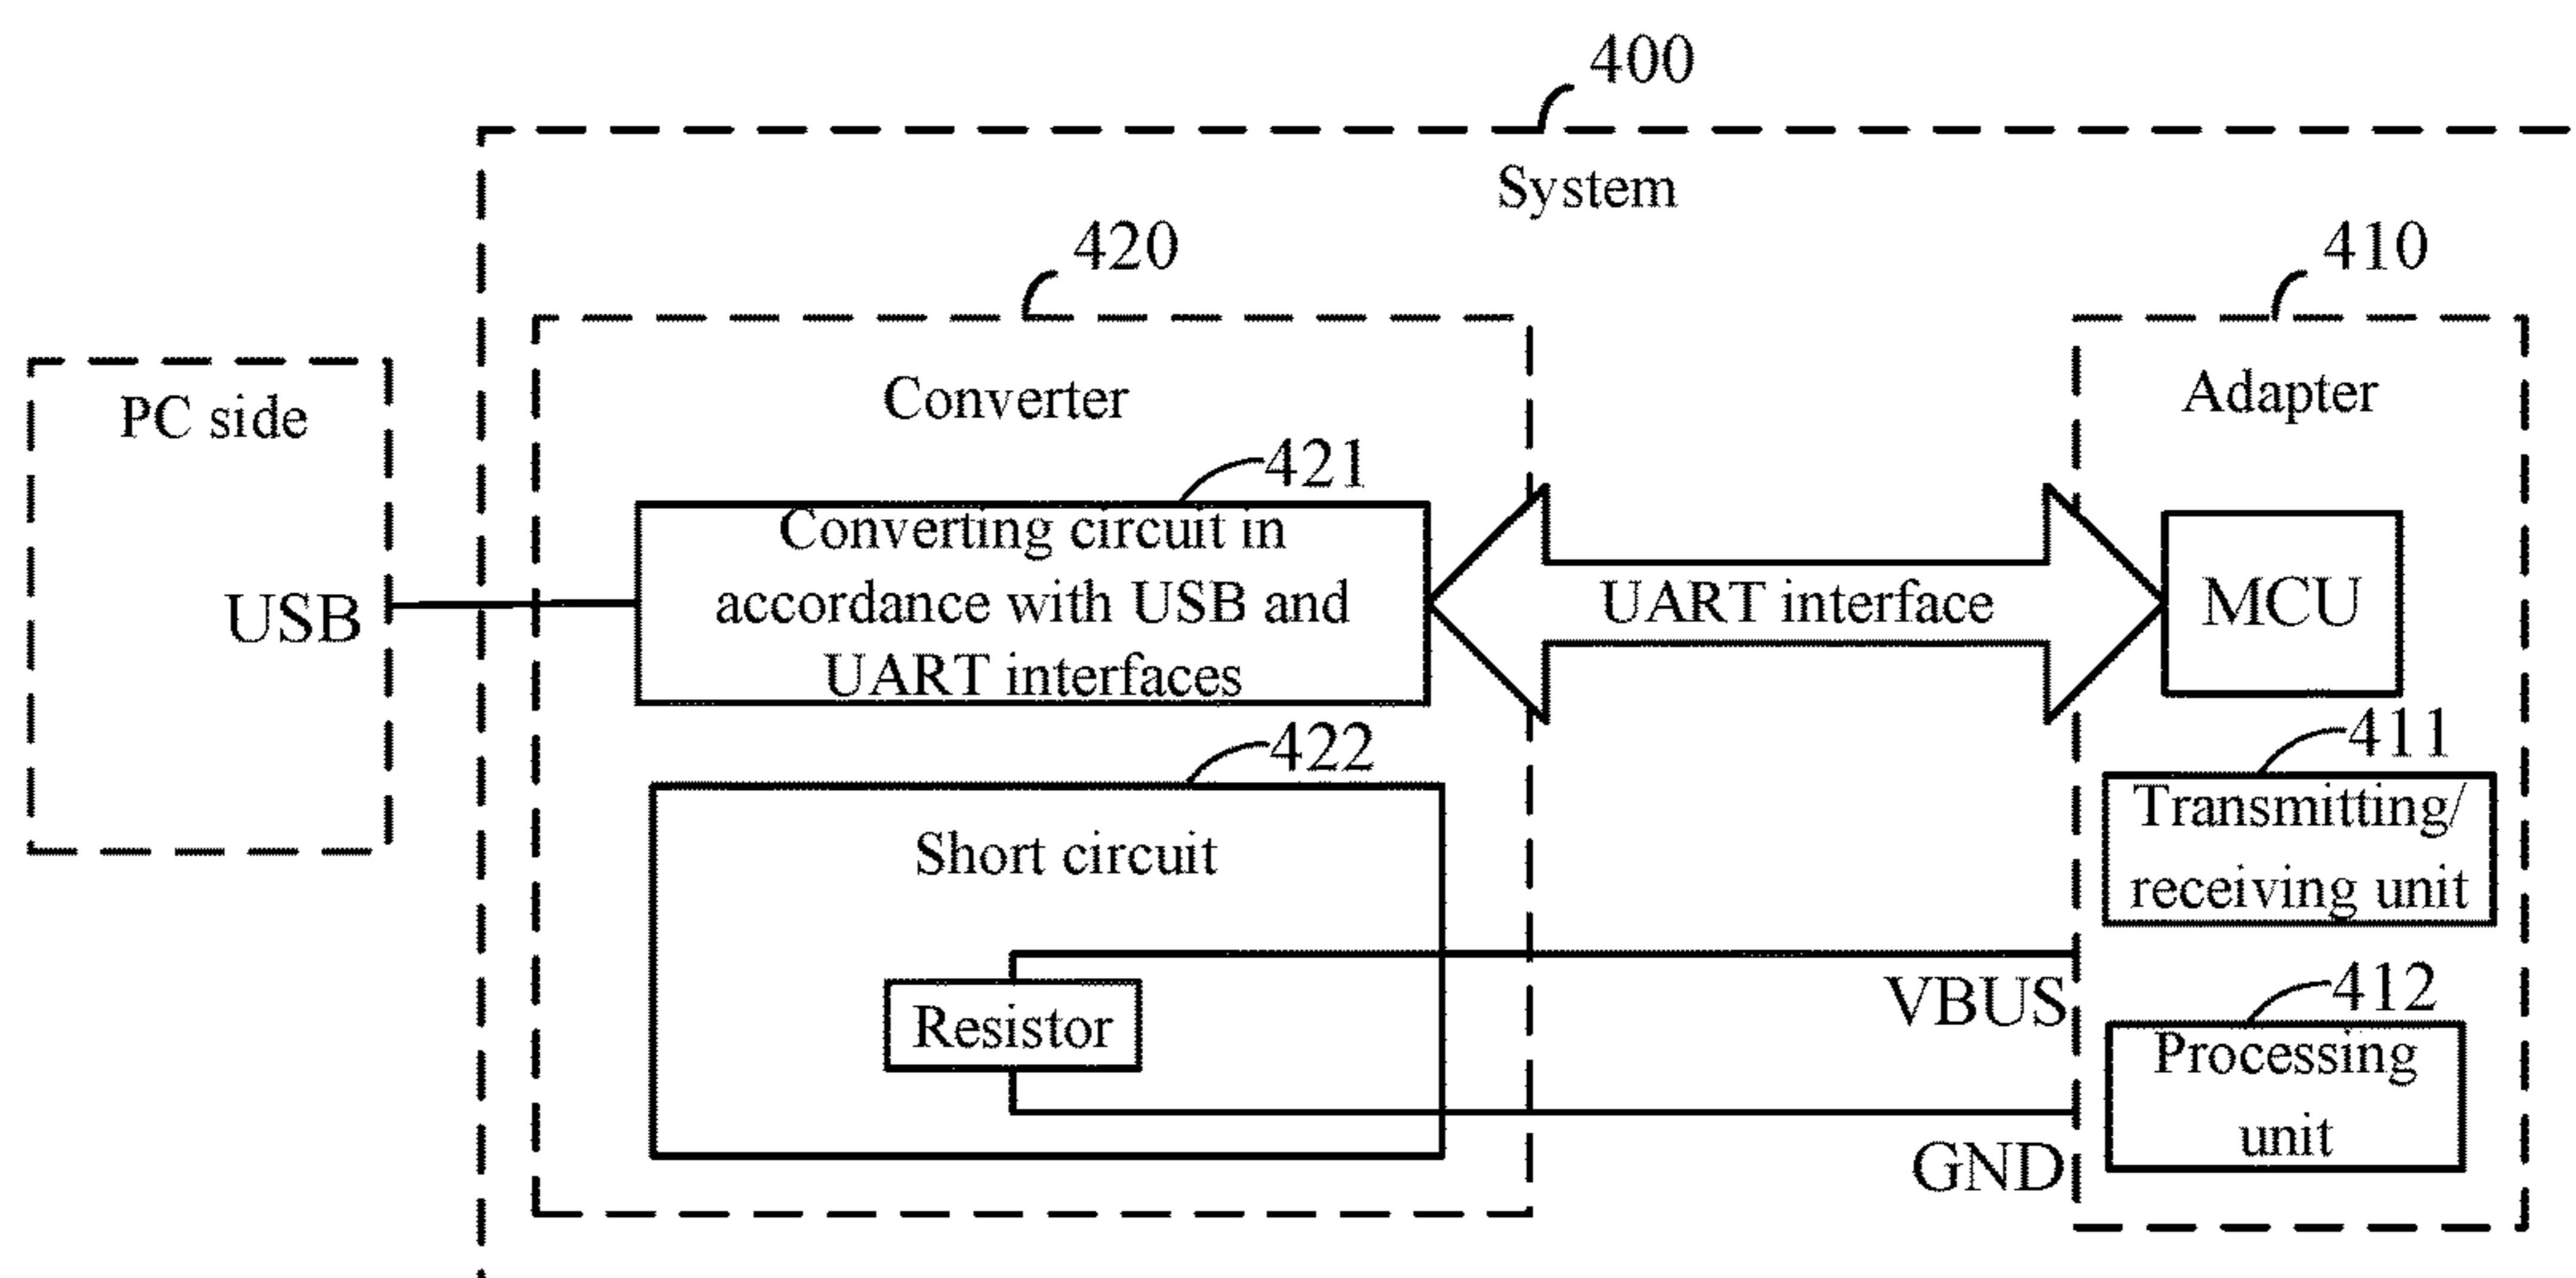 400
System
420
410
PC side
Converter
Adapter
421
Converting circuit in
accordance with USB and
UART interfaces
USB
UART interface
MCU
422
411
Short circuit
Transmitting/
receiving unit
Resistor
VBUS
412
Processing
unit
GND